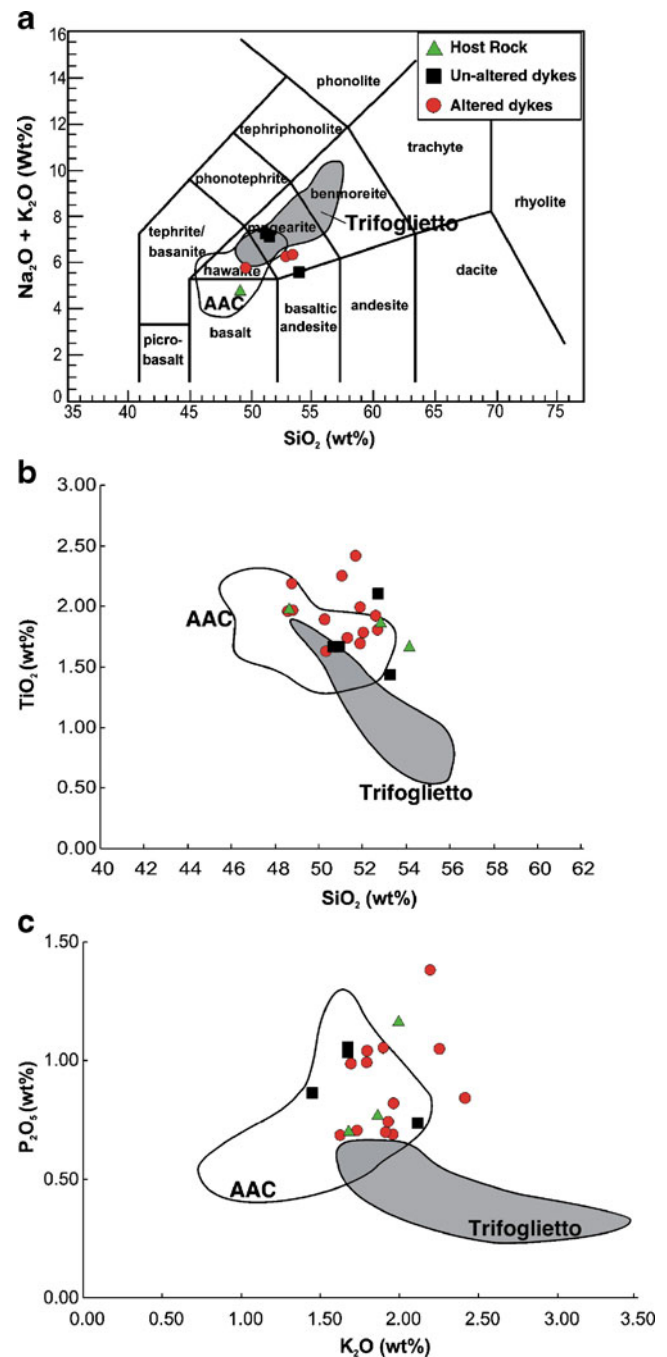 a
16
14
12
10
8
6
4
2
0
Na₂O + K₂O (Wt%)
Host Rock
Un-altered dykes
Altered dykes
phonolite
tephriphonolite
trachyte
phonotephrite
benmoreite
rhyolite
Trifoglietto
mugearite
tephrite/
basanite
dacite
hawaiite
AAC
basalt
basaltic
andesite
andesite
picro-
basalt
35 40 45 50 55 60 65 70 75
SiO₂ (wt%)
b
3.00
2.50
2.00
1.50
1.00
0.50
0.00
TiO₂(wt%)
AAC
Trifoglietto
40 42 44 46 48 50 52 54 56 58 60 62
SiO₂ (wt%)
c
1.50
1.00
0.50
0.00
P₂O₅(wt%)
AAC
Trifoglietto
0.00 0.50 1.00 1.50 2.00 2.50 3.00 3.50
K₂O (wt%)